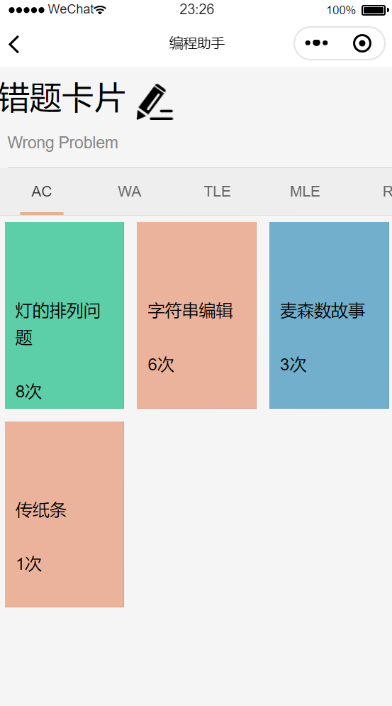 WeChat 23:26 100%
编程助手
错题卡片
Wrong Problem
AC WA TLE MLE R
灯的排列问
题
8次
字符串编辑
6次
麦森数故事
3次
传纸条
1次